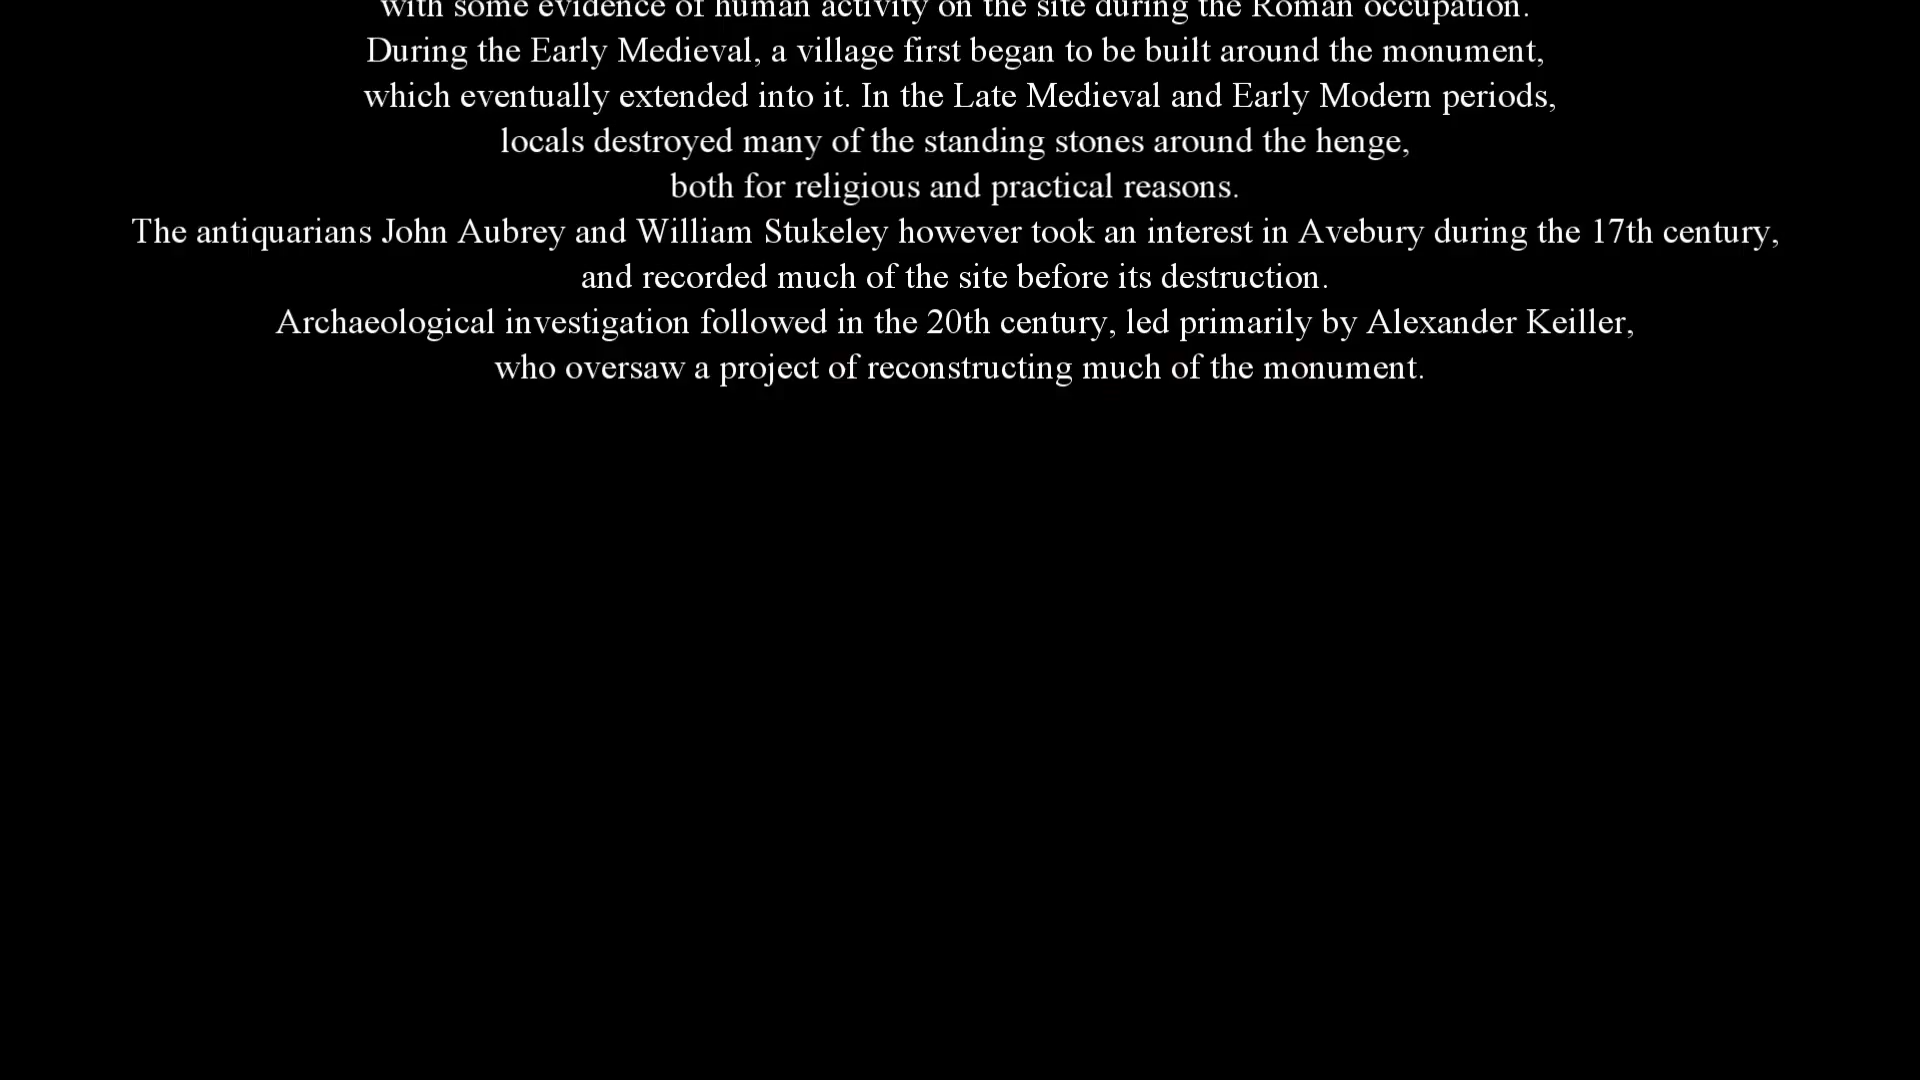 with some evidence of human activity on the site during the Roman occupation.
During the Early Medieval, a village first began to be built around the monument,
which eventually extended into it. In the Late Medieval and Early Modern periods,
locals destroyed many of the standing stones around the henge,
both for religious and practical reasons.
The antiquarians John Aubrey and William Stukeley however took an interest in Avebury during the 17th century,
and recorded much of the site before its destruction.
Archaeological investigation followed in the 20th century, led primarily by Alexander Keiller,
who oversaw a project of reconstructing much of the monument.